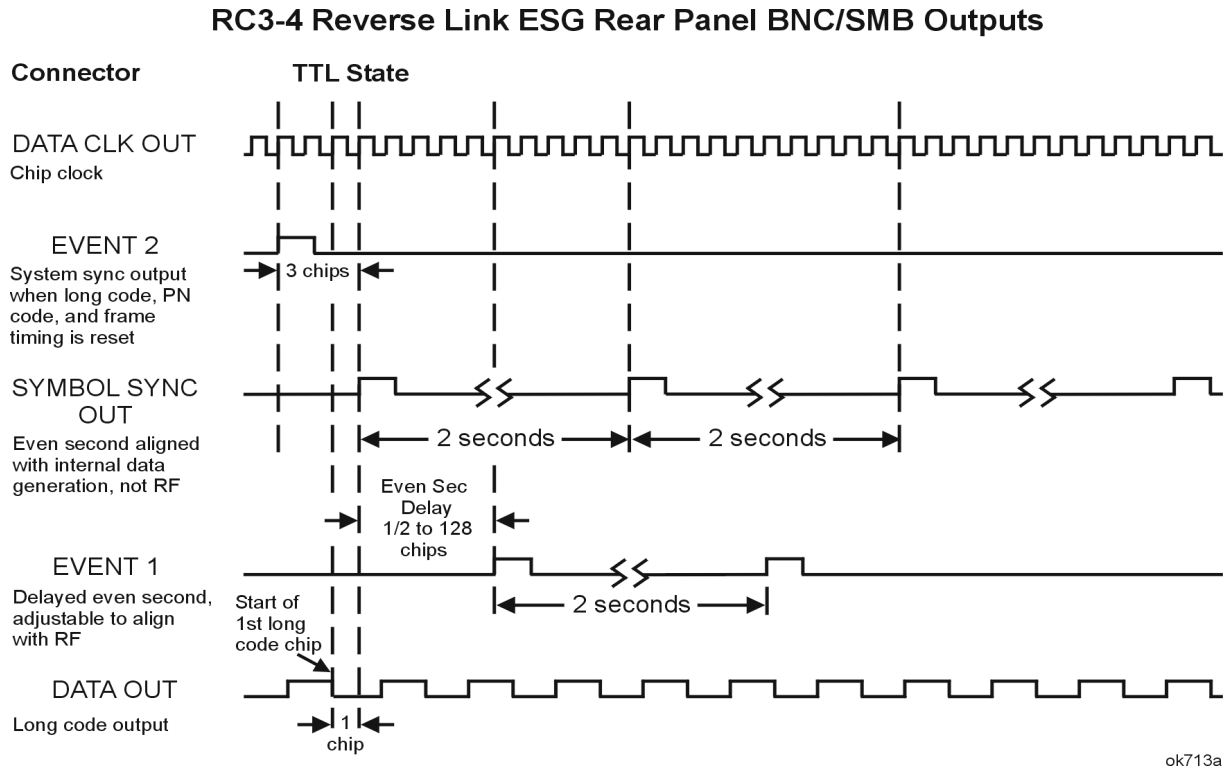 RC3-4 Reverse Link ESG Rear Panel BNC/SMB Outputs
Connector
TTL State
DATA CLK OUT
Chip clock
EVENT 2
System sync output
when long code, PN
code, and frame
timing is reset
3 chips
SYMBOL SYNC
OUT
Even second aligned
with internal data
generation, not RF
2 seconds
2 seconds
Even Sec
Delay
1/2 to 128
chips
EVENT 1
Delayed even second,
adjustable to align
with RF
2 seconds
Start of
1st long
code chip
DATA OUT
Long code output
1
chip
ok713a